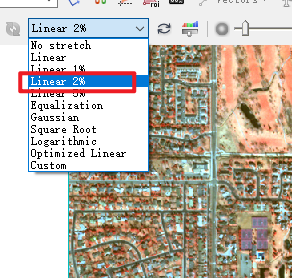 Vectors
Linear 2%
No stretch
Linear
Linear 1%
Linear 2%
Linear 5%
Equalization
Gaussian
Square Root
Logarithmic
Optimized Linear
Custom